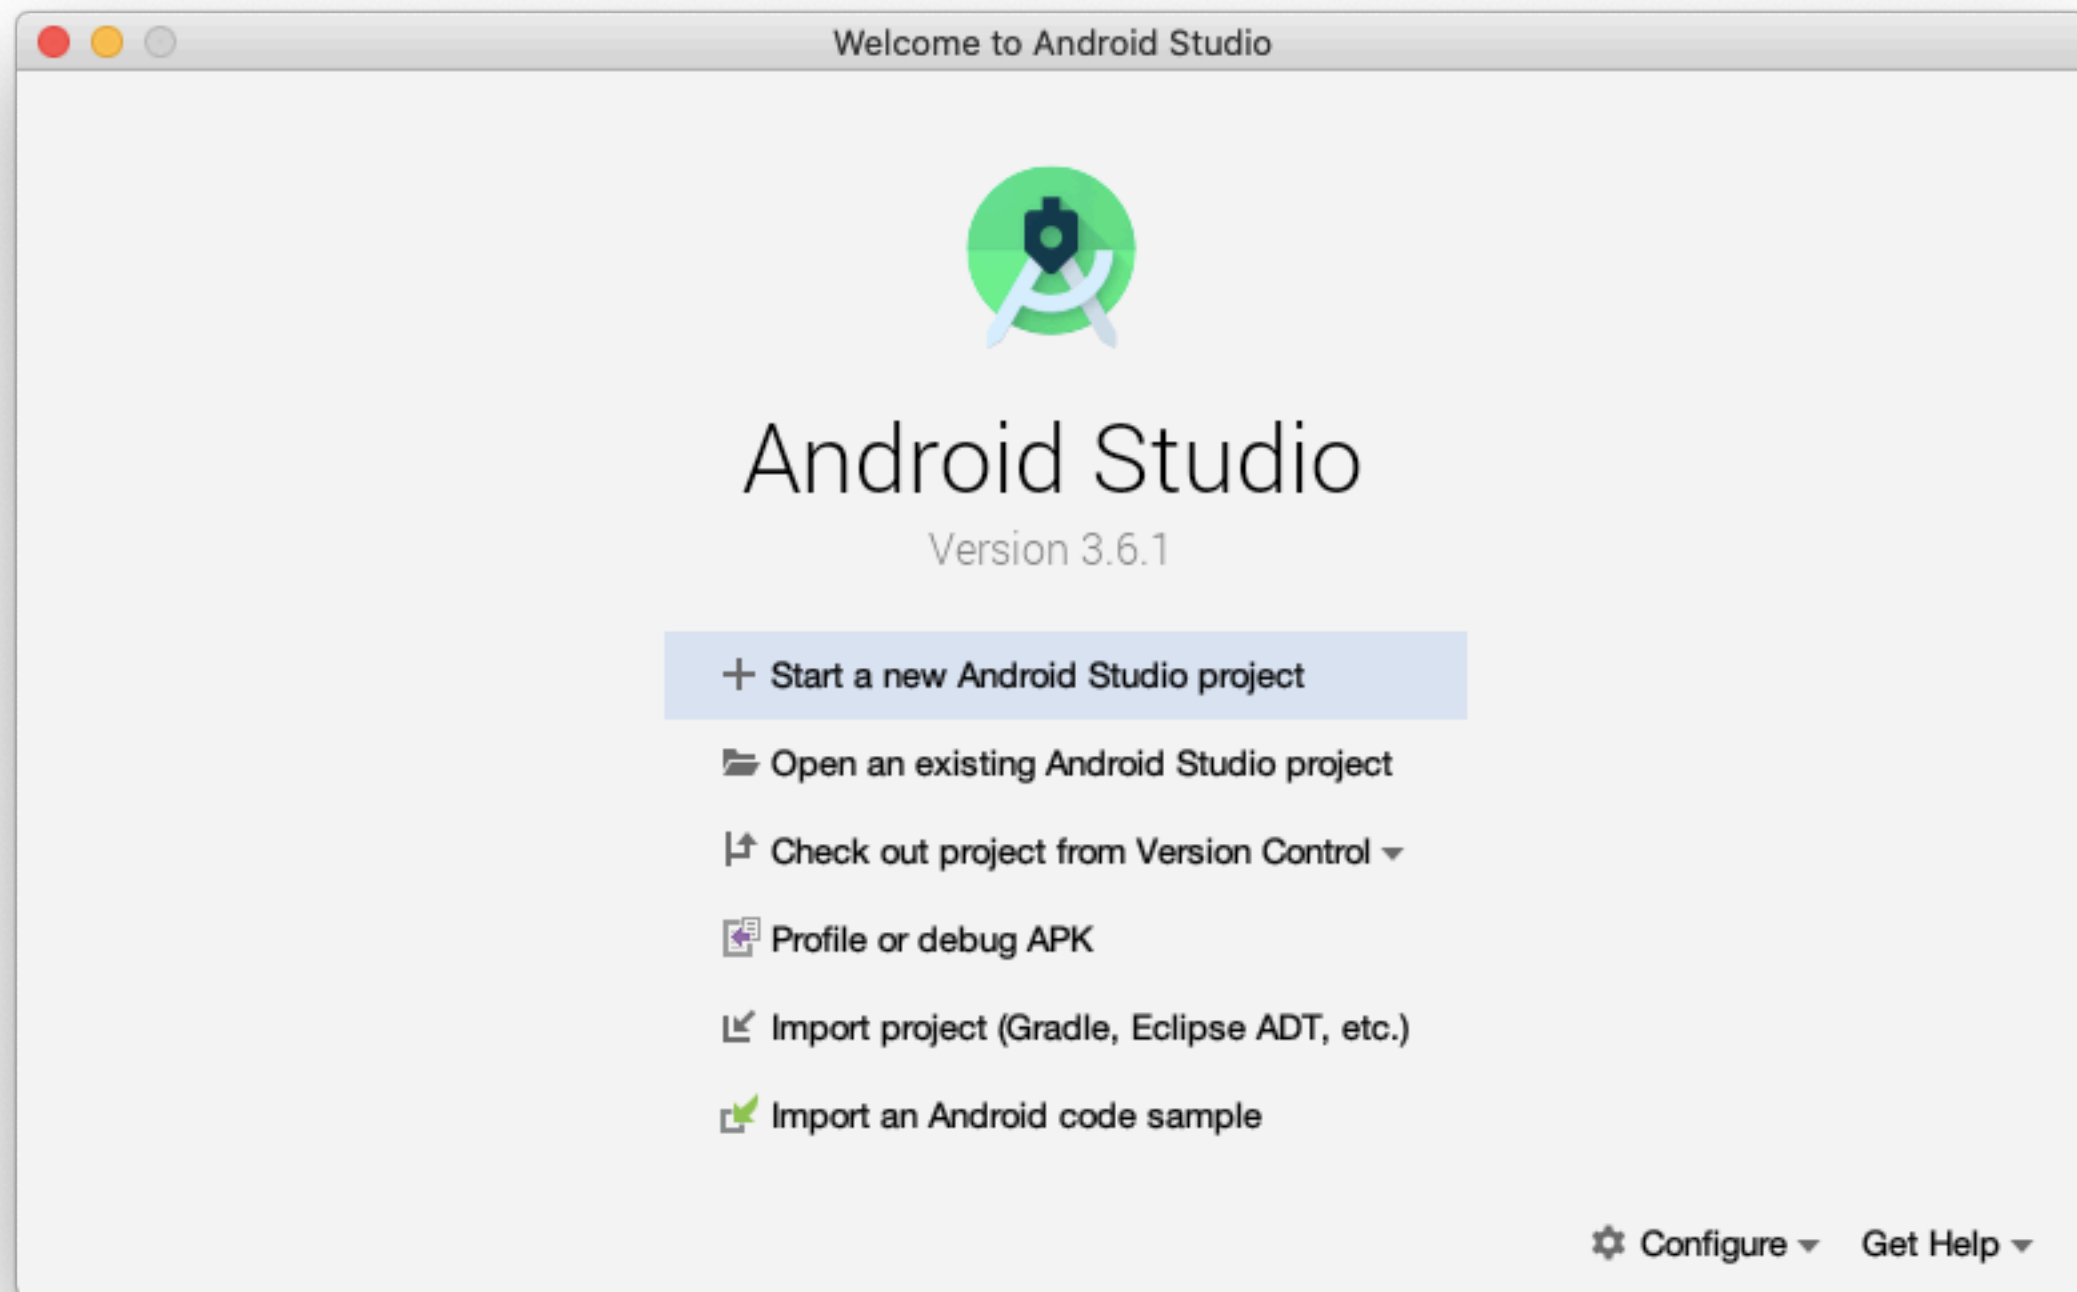 Welcome to Android Studio
Android Studio
Version 3.6.1
Start a new Android Studio project
Open an existing Android Studio project
Check out project from Version Control
Profile or debug APK
Import project (Gradle, Eclipse ADT, etc.)
Import an Android code sample
Configure Get Help